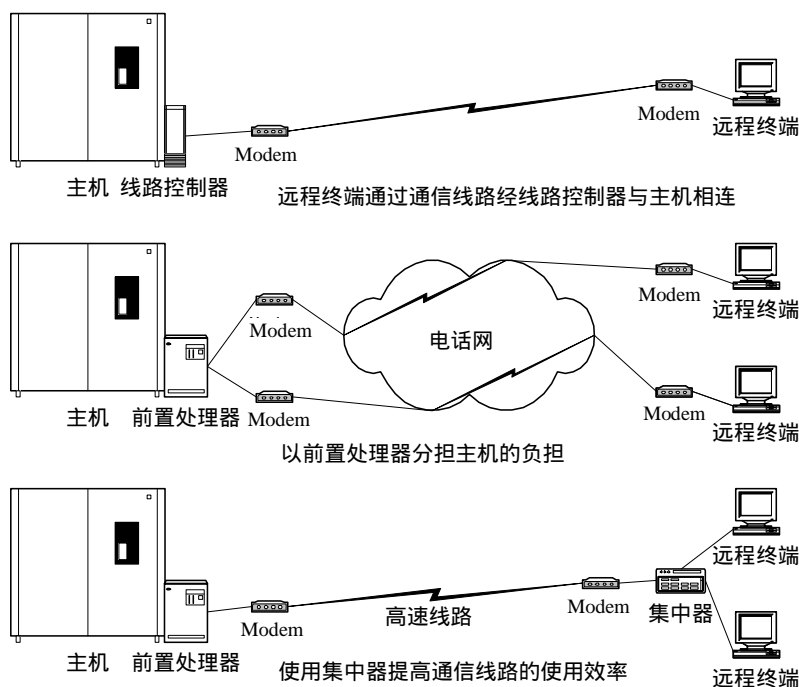 Modem
Modem
远程终端
主机 线路控制器
远程终端通过通信线路经线路控制器与主机相连
Modem
Modem
远程终端
电话网
主机 前置处理器 Modem
Modem
远程终端
以前置处理器分担主机的负担
远程终端
Modem
高速线路
Modem
集中器
主机 前置处理器
使用集中器提高通信线路的使用效率
远程终端